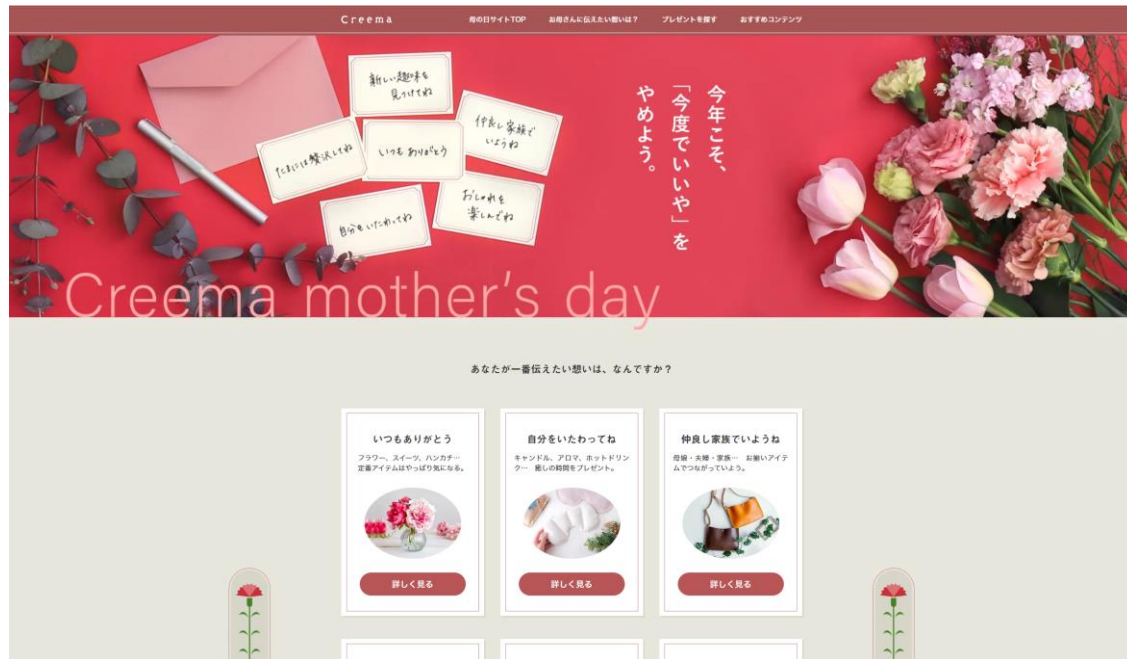 Creema
母の日サイトTOP
お母さんに伝えたい想いは？
プレゼントを探す
おすすめコンテンツ
新しい趣味を
見つけてね
仲良し家族で
いようね
たまには贅沢してね
いつも ありがとう
おしゃれを
楽しんでね
自分をいたわってね
今年こそ、
「今度でいいや」を
やめよう。
Creema mother's day
あなたが一番伝えたい想いは、なんですか？
いつもありがとう
フラワー、スイーツ、ハンカチ…
定番アイテムはやっぱり気になる。
詳しく見る
自分をいたわってね
キャンドル、アロマ、ホットドリン
ク… 癒しの時間をプレゼント。
詳しく見る
仲良し家族でいようね
母娘・夫婦・家族… お揃いアイテ
ムでつながっていよう。
詳しく見る